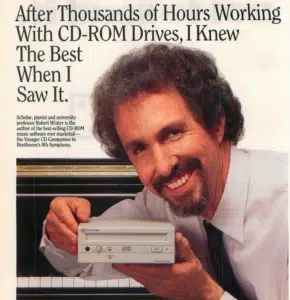 After Thousands of Hours Working
With CD-ROM Drives, I Knew
The Best
When I
Saw It.
Scholar, pianist and university
professor Robert Winter is the
author of the best-selling CD-ROM
music software ever marketed—
the Voyager CD Companion to
Beethoven's 9th Symphony.